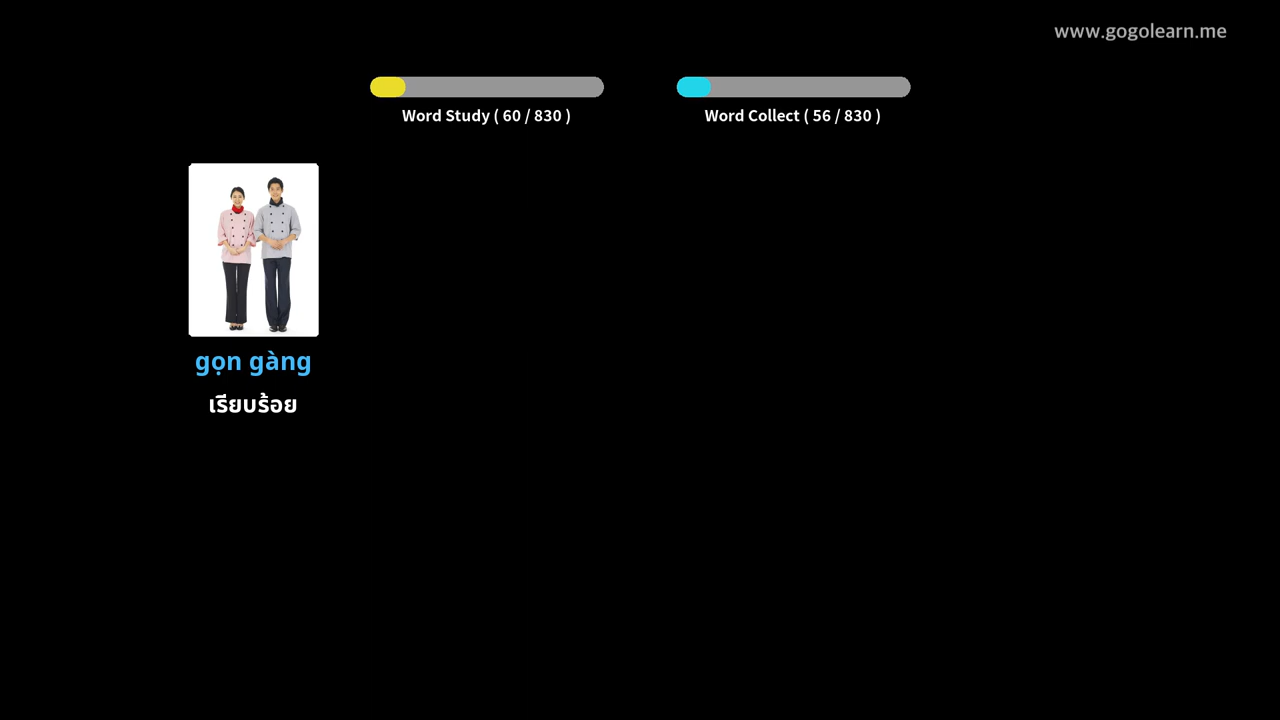 www.gogolearn.me
Word Study ( 60 / 830 )
Word Collect ( 56 / 830 )
gọn gàng
เรียบร้อย